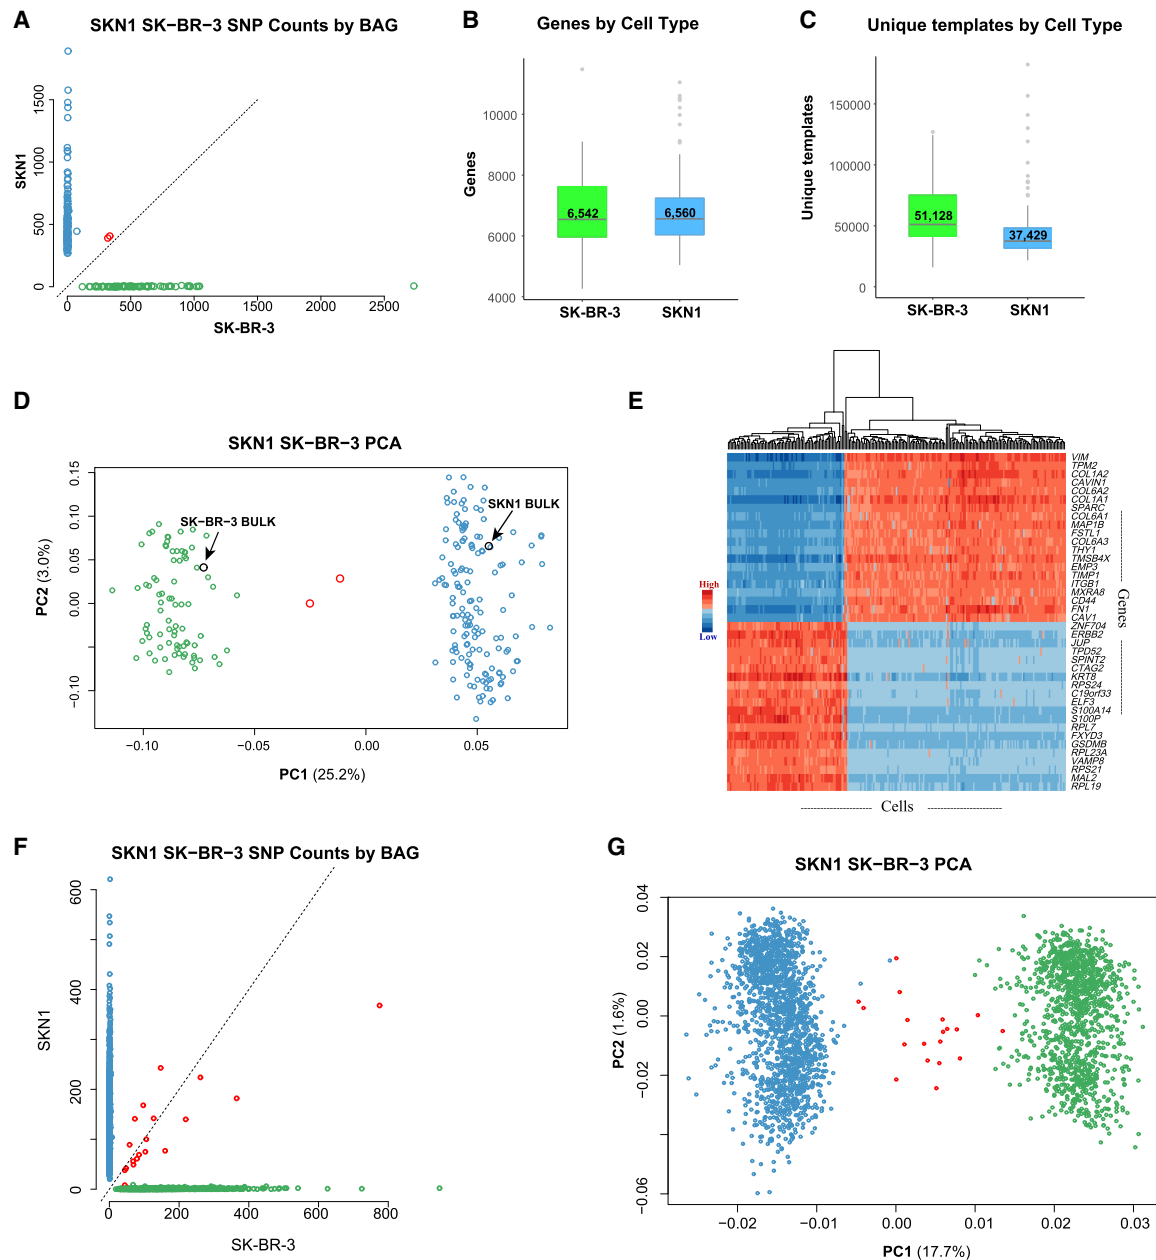 A
SKN1 SK−BR−3 SNP Counts by BAG
SKN1
0
500
1000
1500
0
500
1000
1500
2000
2500
SK-BR-3
B
Genes by Cell Type
Genes
10000
8000
6000
4000
6,542
6,560
SK-BR-3
SKN1
C
Unique templates by Cell Type
Unique templates
150000
100000
50000
0
51,128
37,429
SK-BR-3
SKN1
D
SKN1 SK−BR−3 PCA
PC2 (3.0%)
0.15
0.10
0.05
0.00
−0.10
SK-BR-3 BULK
SKN1 BULK
−0.10
−0.05
0.00
0.05
PC1 (25.2%)
E
High
Low
VIM
TPM2
COL1A2
CAVIN1
COL6A2
COL1A1
SPARC
COL6A1
MAP1B
FSTL1
COL6A3
THY1
TMSB4X
EMP3
TIMP1
ITGB1
MXRA8
CD44
FN1
CAV1
ZNF704
ERBB2
JUP
TPD52
SPINT2
CTAG2
KRT8
RPS24
C19orf33
ELF3
S100A14
S100P
RPL7
FXYD3
GSDMB
RPL23A
VAMP8
RPS21
MAL2
RPL19
Genes
Cells
F
SKN1 SK−BR−3 SNP Counts by BAG
SKN1
0
200
400
600
0
200
400
600
800
SK-BR-3
G
SKN1 SK−BR−3 PCA
PC2 (1.6%)
0.04
0.02
0.00
−0.02
−0.06
−0.02
−0.01
0.00
0.01
0.02
0.03
PC1 (17.7%)